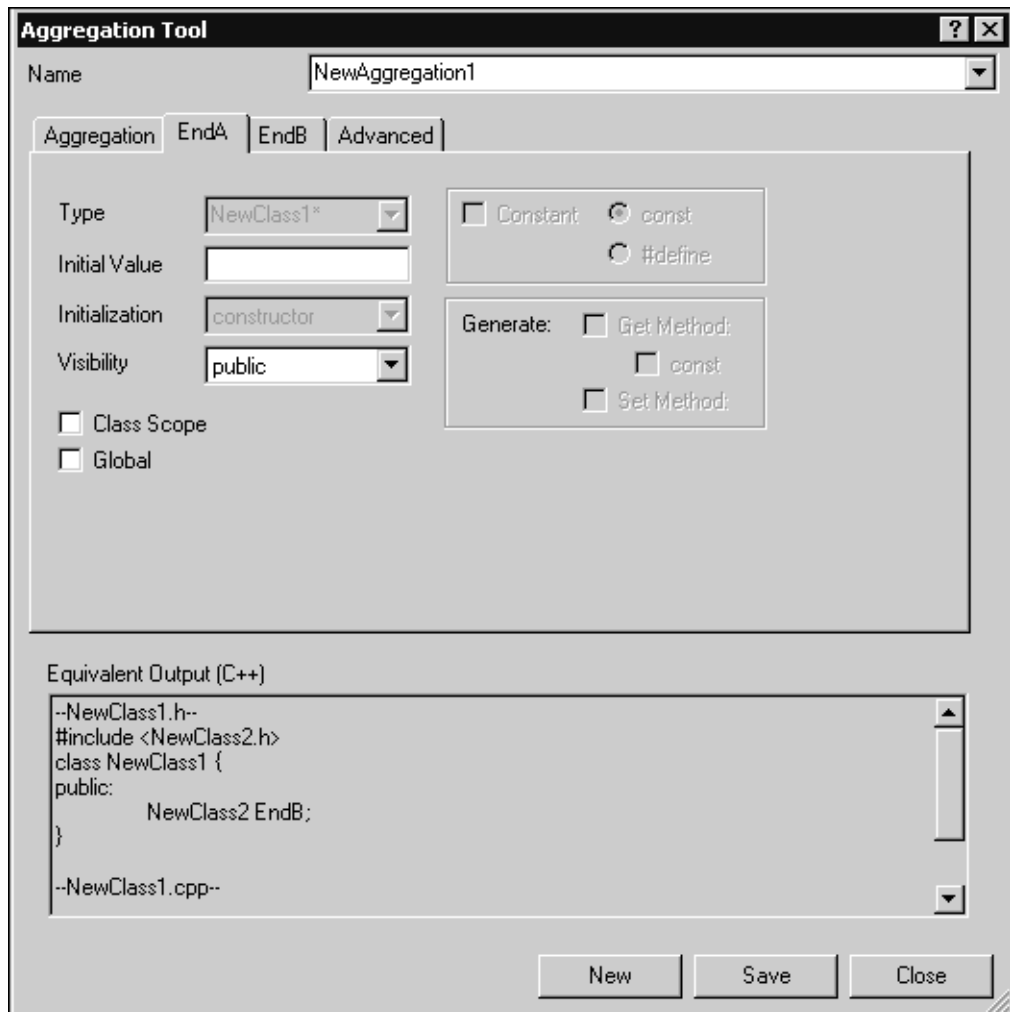 Aggregation Tool
Name NewAggregation1
Aggregation EndA EndB Advanced
Type NewClass1* Constant const
#define
Initial Value
Initialization constructor Generate: Get Method:
Visibility public const
Set Method:
Class Scope
Global
Equivalent Output (C++)
--NewClass1.h--
#include <NewClass2.h>
class NewClass1 {
public:
NewClass2 EndB;
}
--NewClass1.cpp--
New Save Close